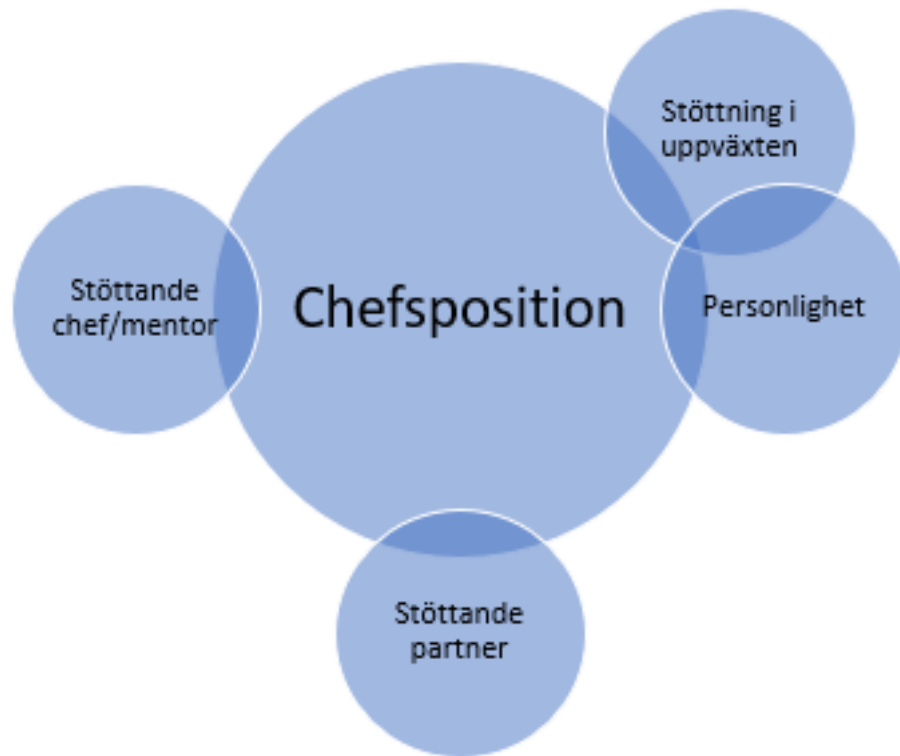 Stöttning i
uppväxten
Stöttande
chef/mentor
Chefsposition
Personlighet
Stöttande
partner